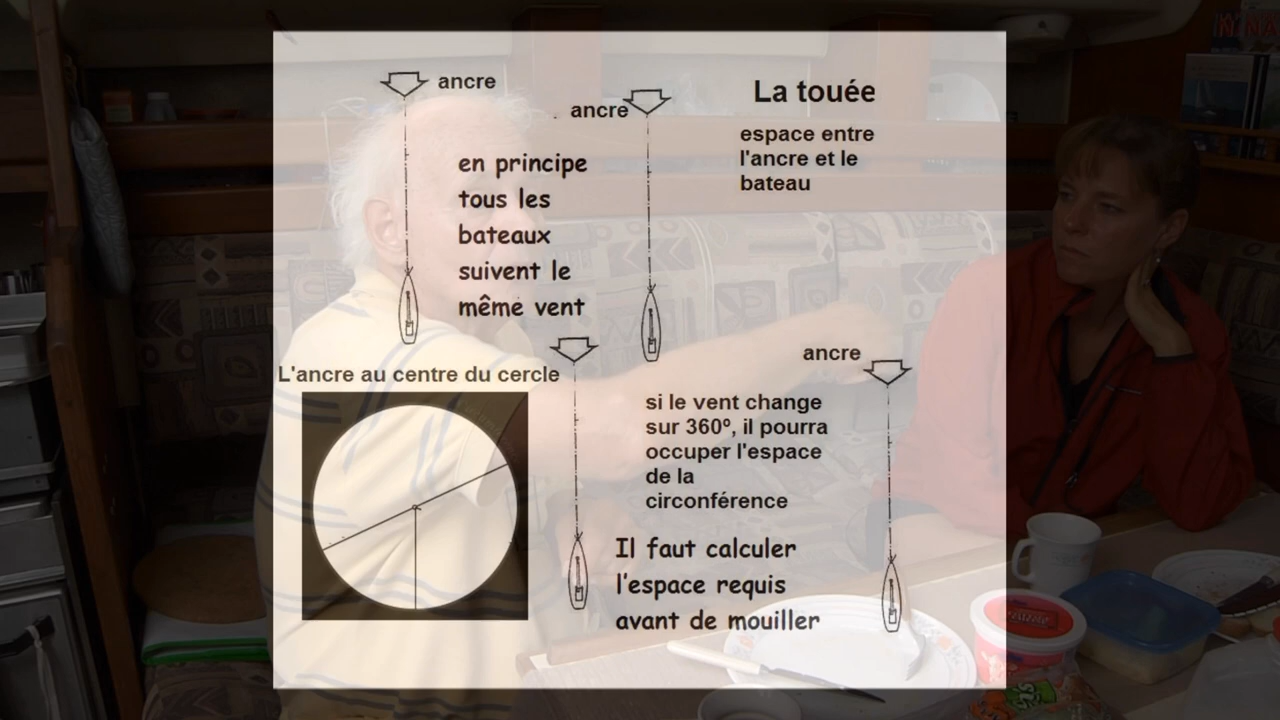 ancre
ancre
La touée
espace entre
l'ancre et le
bateau
en principe
tous les
bateaux
suivent le
même vent
L'ancre au centre du cercle
ancre
si le vent change
sur 360º, il pourra
occuper l'espace
de la
circonférence
Il faut calculer
l'espace requis
avant de mouiller